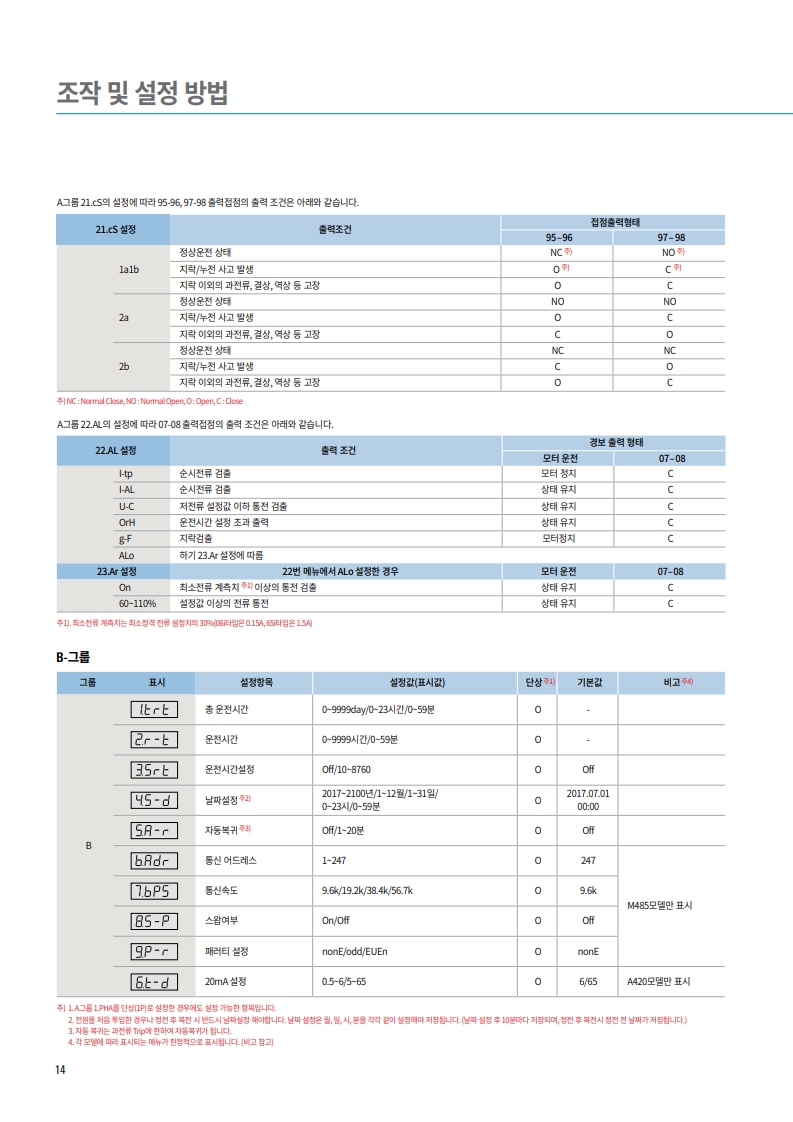 조작 및 설정 방법
A그룹 21.cS의 설정에 따라 95-96, 97-98 출력접점의 출력 조건은 아래와 같습니다.
21.cS 설정 출력조건 접점출력형태
95–96 97–98
1a1b 정상운전 상태 NC 주) NO 주)
지락/누전 사고 발생 O 주) C 주)
지락 이외의 과전류, 결상, 역상 등 고장 O C
2a 정상운전 상태 NO NO
지락/누전 사고 발생 O C
지락 이외의 과전류, 결상, 역상 등 고장 C O
2b 정상운전 상태 NC NC
지락/누전 사고 발생 C O
지락 이외의 과전류, 결상, 역상 등 고장 O C
주) NC : Normal Close, NO : Normal Open, O : Open, C : Close
A그룹 22.AL의 설정에 따라 07-08 출력접점의 출력 조건은 아래와 같습니다.
22.AL 설정 출력 조건 경보 출력 형태
모터 운전 07–08
I-tp 순시전류 검출 모터 정지 C
I-AL 순시전류 검출 상태 유지 C
U-C 저전류 설정값 이하 통전 검출 상태 유지 C
OrH 운전시간 설정 초과 출력 상태 유지 C
g-F 지락검출 모터정지 C
ALo 하기 23.Ar 설정에 따름
23.Ar 설정 22번 메뉴에서 ALo 설정한 경우 모터 운전 07–08
On 최소전류 계측치 주1) 이상의 통전 검출 상태 유지 C
60~110% 설정값 이상의 전류 통전 상태 유지 C
주1). 최소전류 계측치는 최소정격 전류 설정치의 30%(06타입은 0.15A, 65타입은 1.5A)
B-그룹
그룹 표시 설정항목 설정값(표시값) 단상 주1) 기본값 비고 주4)
B
1.t.r.t 총 운전시간 0~9999day/0~23시간/0~59분 O -
2.r-t 운전시간 0~9999시간/0~59분 O -
3.Srt 운전시간설정 Off/10~8760 O Off
4.S-d 날짜설정 주2) 2017~2100년/1~12월/1~31일/ 2017.07.01
0~23시/0~59분 O 00:00
5.A-r 자동복귀 주3) Off/1~20분 O Off
6.Adr 통신 어드레스 1~247 O 247
7.bPS 통신속도 9.6k/19.2k/38.4k/56.7k O 9.6k
M485모델만 표시
8.S-P 스왑여부 On/Off O Off
9.P-r 패러티 설정 nonE/odd/EUEn O nonE
6.t-d 20mA 설정 0.5~6/5~65 O 6/65 A420모델만 표시
주) 1. A그룹 1.PHA를 단상(1P)로 설정한 경우에도 설정 가능한 항목입니다.
2. 전원을 처음 투입한 경우나 정전 후 복전 시 반드시 날짜설정 해야합니다. 날짜 설정은 월, 일, 시, 분을 각각 같이 설정해야 저장됩니다. (날짜 설정 후 10분마다 저장되며, 정전 후 복전시 정전 전 날짜가 저장됩니다.)
3. 자동 복귀는 과전류 Trip에 한하여 자동복귀가 됩니다.
4. 각 모델에 따라 표시되는 메뉴가 한정적으로 표시됩니다. (비고 참고)
14